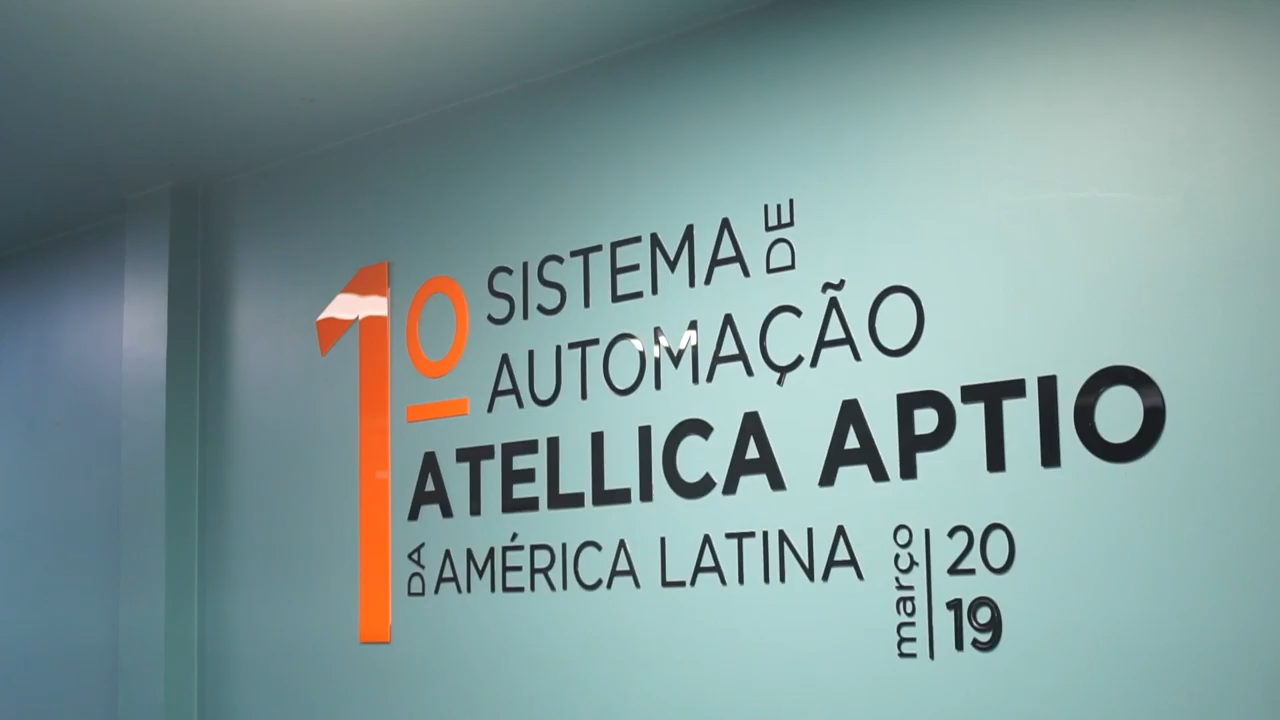 1º SISTEMA DE
AUTOMAÇÃO
ATELLICA APTIO
DA AMÉRICA LATINA
março
20
19